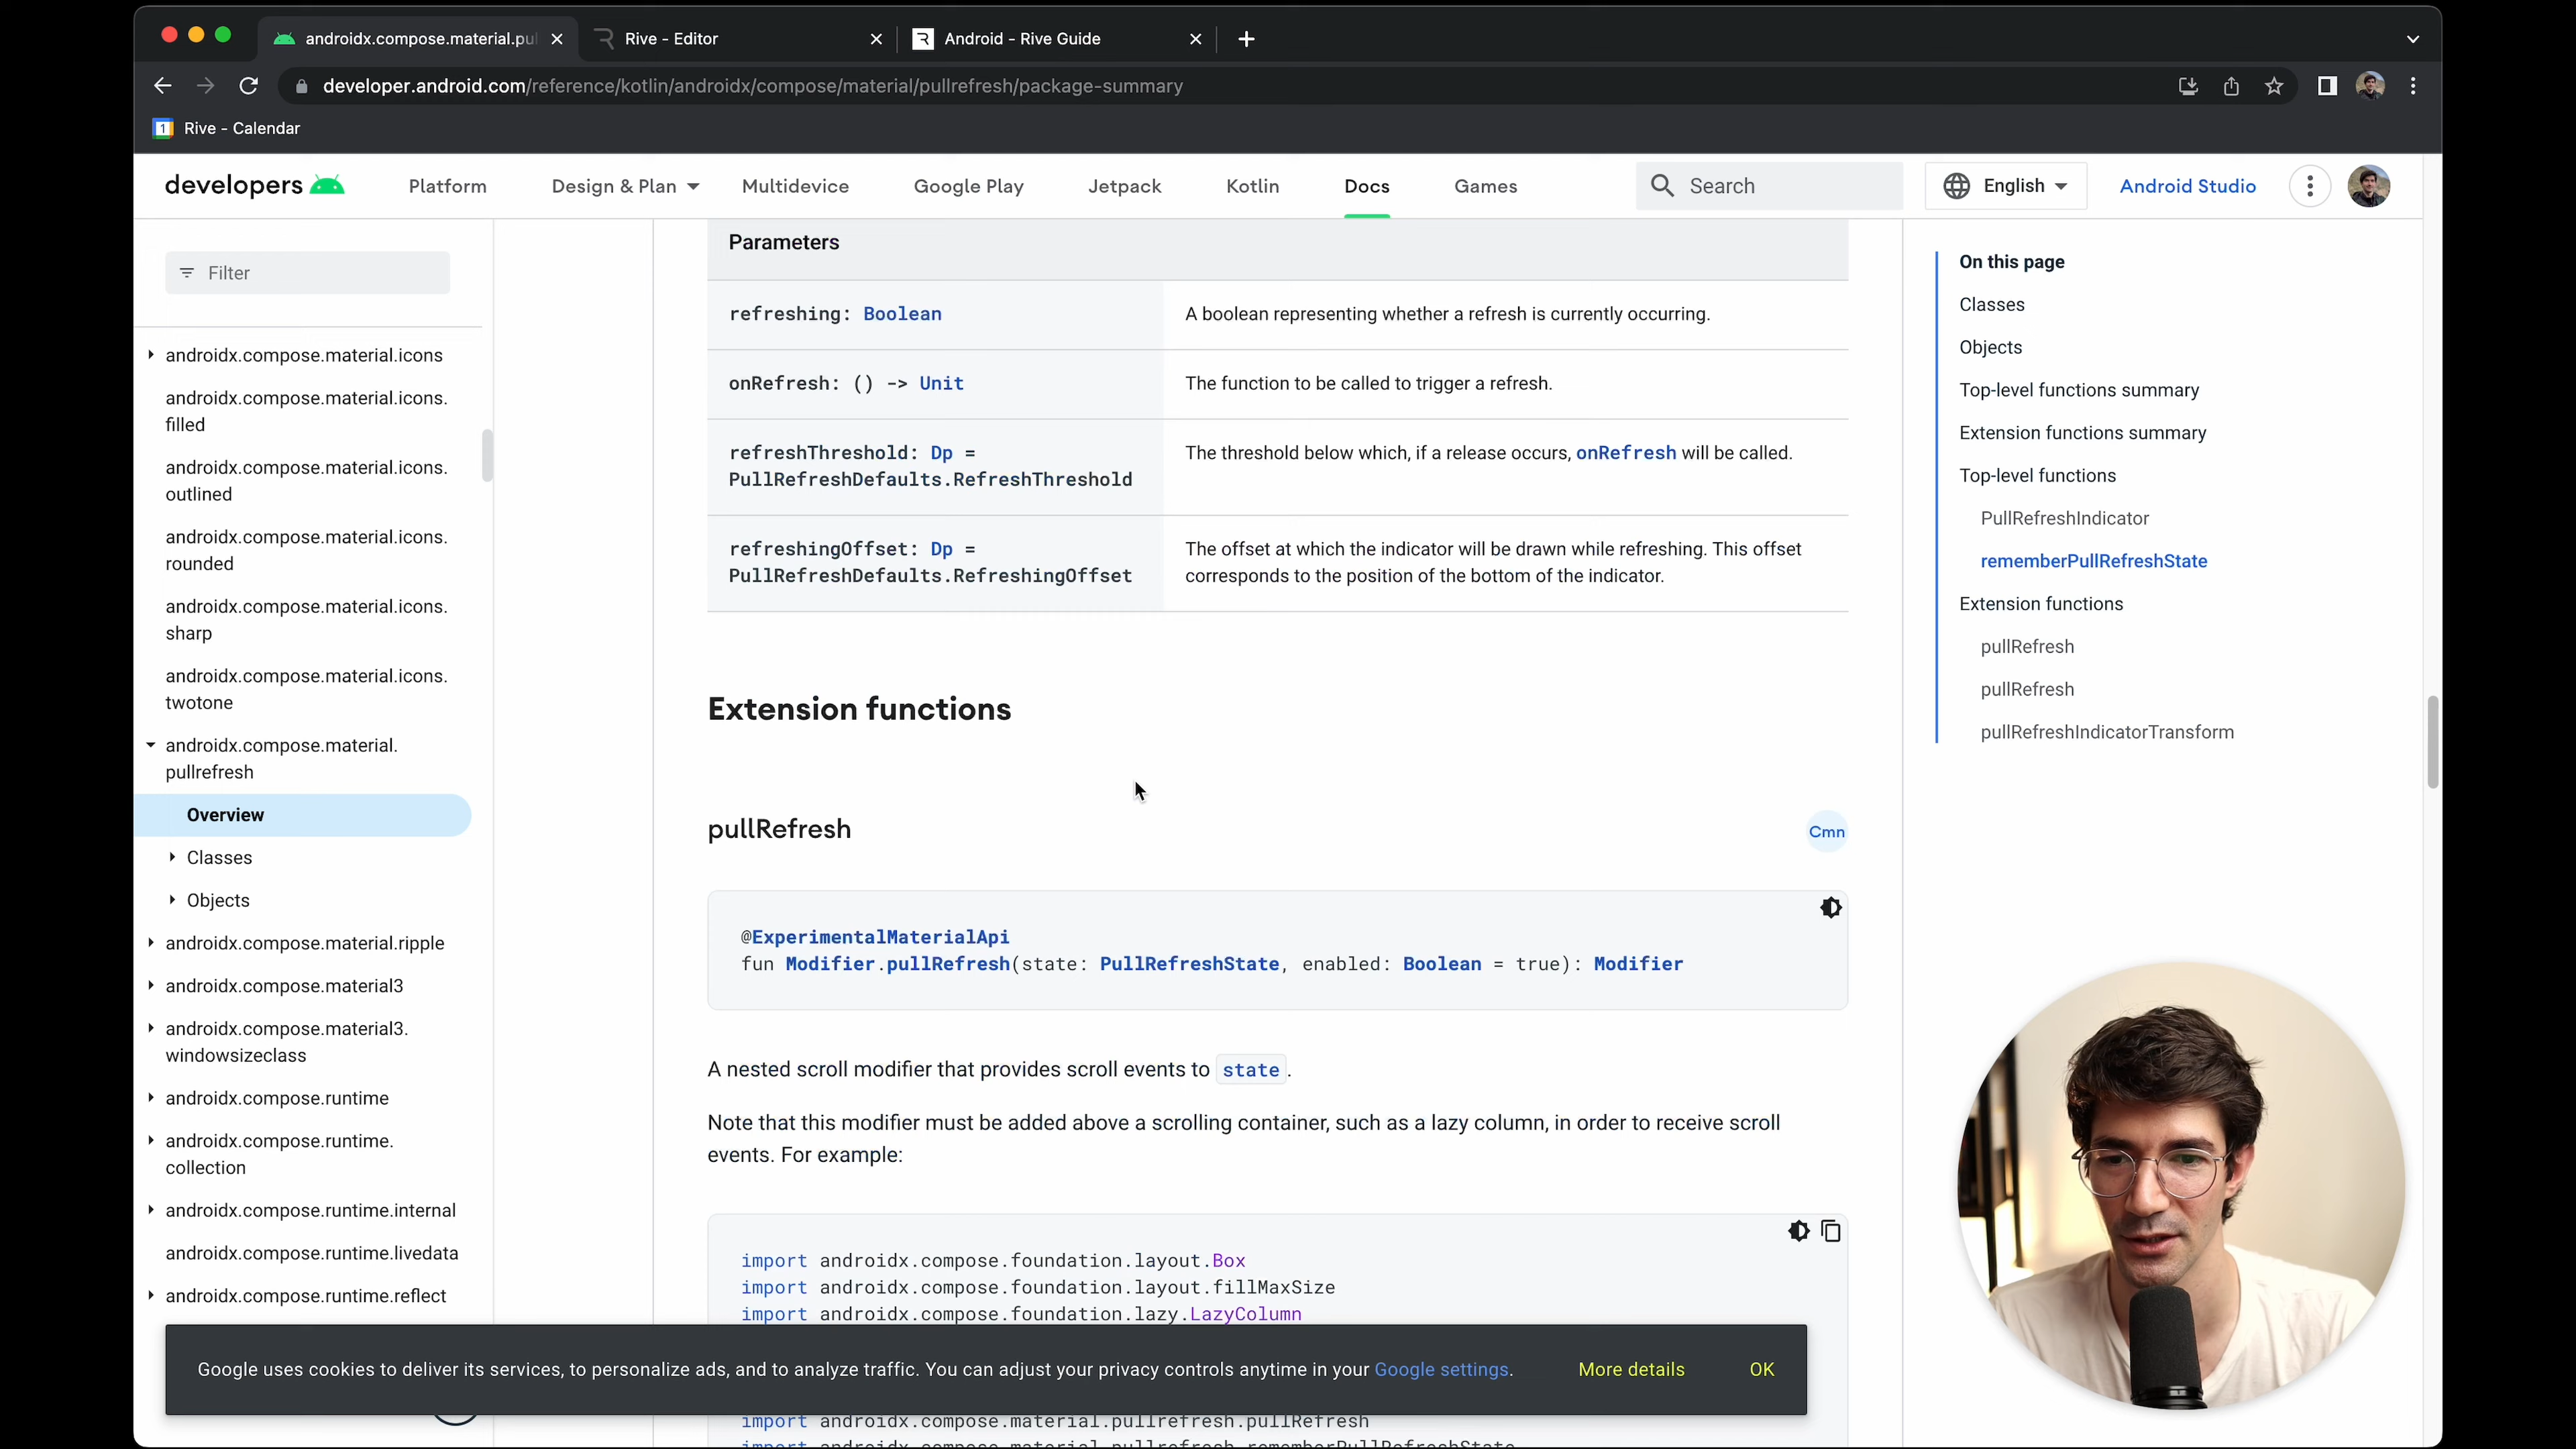 androidx.compose.material.pul
Rive - Editor
Android - Rive Guide
developer.android.com/reference/kotlin/androidx/compose/material/pullrefresh/package-summary
1 Rive - Calendar
developers
Platform
Design & Plan
Multidevice
Google Play
Jetpack
Kotlin
Docs
Games
Search
English
Android Studio
Filter
androidx.compose.material.icons
androidx.compose.material.icons.
filled
androidx.compose.material.icons.
outlined
androidx.compose.material.icons.
rounded
androidx.compose.material.icons.
sharp
androidx.compose.material.icons.
twotone
androidx.compose.material.
pullrefresh
Overview
Classes
Objects
androidx.compose.material.ripple
androidx.compose.material3
androidx.compose.material3.
windowsizeclass
androidx.compose.runtime
androidx.compose.runtime.
collection
androidx.compose.runtime.internal
androidx.compose.runtime.livedata
androidx.compose.runtime.reflect
Parameters
refreshing: Boolean
A boolean representing whether a refresh is currently occurring.
onRefresh: () -> Unit
The function to be called to trigger a refresh.
refreshThreshold: Dp =
PullRefreshDefaults.RefreshThreshold
The threshold below which, if a release occurs, onRefresh will be called.
refreshingOffset: Dp =
PullRefreshDefaults.RefreshingOffset
The offset at which the indicator will be drawn while refreshing. This offset
corresponds to the position of the bottom of the indicator.
Extension functions
pullRefresh
Cmn
@ExperimentalMaterialApi
fun Modifier.pullRefresh(state: PullRefreshState, enabled: Boolean = true): Modifier
A nested scroll modifier that provides scroll events to state.
Note that this modifier must be added above a scrolling container, such as a lazy column, in order to receive scroll
events. For example:
import androidx.compose.foundation.layout.Box
import androidx.compose.foundation.layout.fillMaxSize
import androidx.compose.foundation.lazy.LazyColumn
import androidx.compose.material.pullrefresh.pullRefresh
import androidx.compose.material.pullrefresh.rememberPullRefreshState
On this page
Classes
Objects
Top-level functions summary
Extension functions summary
Top-level functions
PullRefreshIndicator
rememberPullRefreshState
Extension functions
pullRefresh
pullRefresh
pullRefreshIndicatorTransform
Google uses cookies to deliver its services, to personalize ads, and to analyze traffic. You can adjust your privacy controls anytime in your Google settings.
More details
OK